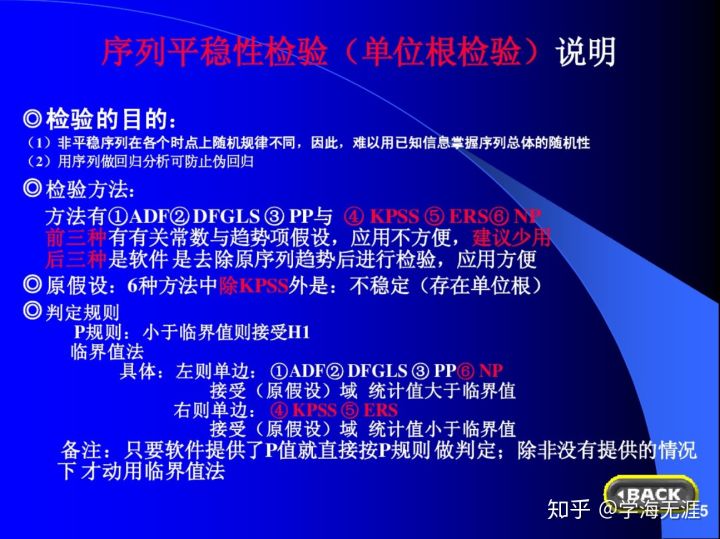 序列平稳性检验（单位根检验）说明
◎检验的目的：
（1）非平稳序列在各个时点上随机规律不同，因此，难以用已知信息掌握序列总体的随机性
（2）用序列做回归分析可防止伪回归
◎检验方法：
方法有①ADF② DFGLS ③ PP与 ④ KPSS ⑤ ERS⑥ NP
前三种有有关常数与趋势项假设，应用不方便，建议少用
后三种是软件 是去除原序列趋势后进行检验，应用方便
◎原假设：6种方法中除KPSS外是：不稳定（存在单位根）
◎判定规则
P规则：小于临界值则接受H1
临界值法
具体：左则单边：①ADF② DFGLS ③ PP⑥ NP
接受（原假设）域 统计值大于临界值
右则单边：④ KPSS ⑤ ERS
接受（原假设）域 统计值小于临界值
备注：只要软件提供了P值就直接按P规则 做判定；除非没有提供的情况
下 才动用临界值法
BACK
知乎 @学海无涯5